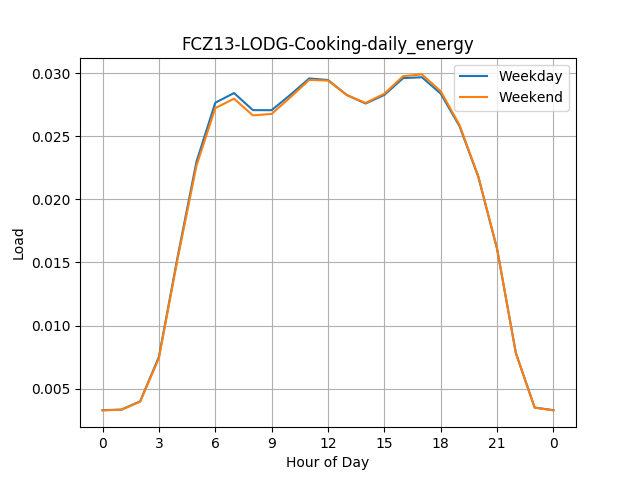 FCZ13-LODG-Cooking-daily_energy
Weekday
Weekend
0.030
0.025
0.020
0.015
0.010
0.005
Load
0 3 6 9 12 15 18 21 0
Hour of Day